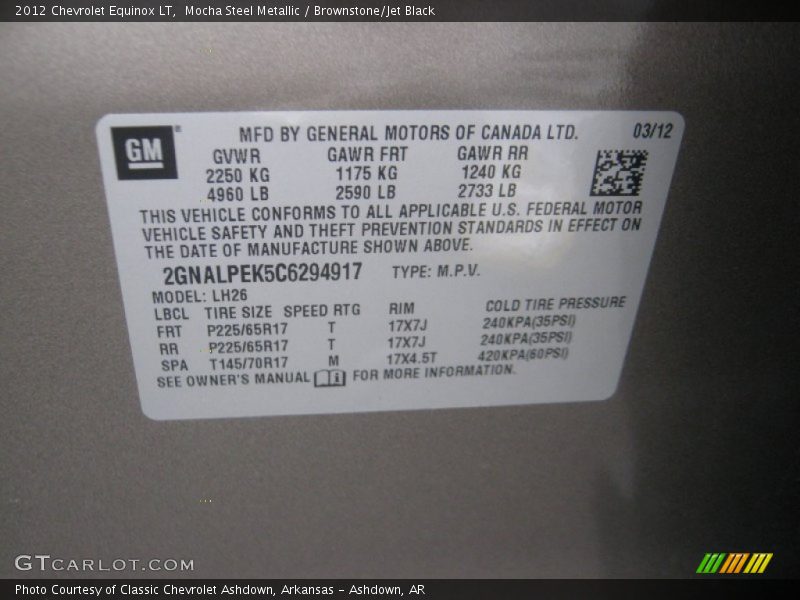 2012 Chevrolet Equinox LT, Mocha Steel Metallic / Brownstone/Jet Black
GM
MFD BY GENERAL MOTORS OF CANADA LTD. 03/12
GVWR GAWR FRT GAWR RR
2250 KG 1175 KG 1240 KG
4960 LB 2590 LB 2733 LB
THIS VEHICLE CONFORMS TO ALL APPLICABLE U.S. FEDERAL MOTOR
VEHICLE SAFETY AND THEFT PREVENTION STANDARDS IN EFFECT ON
THE DATE OF MANUFACTURE SHOWN ABOVE.
2GNALPEK5C6294917 TYPE: M.P.V.
MODEL: LH26
LBCL TIRE SIZE SPEED RTG RIM COLD TIRE PRESSURE
FRT P225/65R17 T 17X7J 240KPA(35PSI)
RR P225/65R17 T 17X7J 240KPA(35PSI)
SPA T145/70R17 M 17X4.5T 420KPA(60PSI)
SEE OWNER'S MANUAL FOR MORE INFORMATION.
GTCARLOT.COM
Photo Courtesy of Classic Chevrolet Ashdown, Arkansas - Ashdown, AR